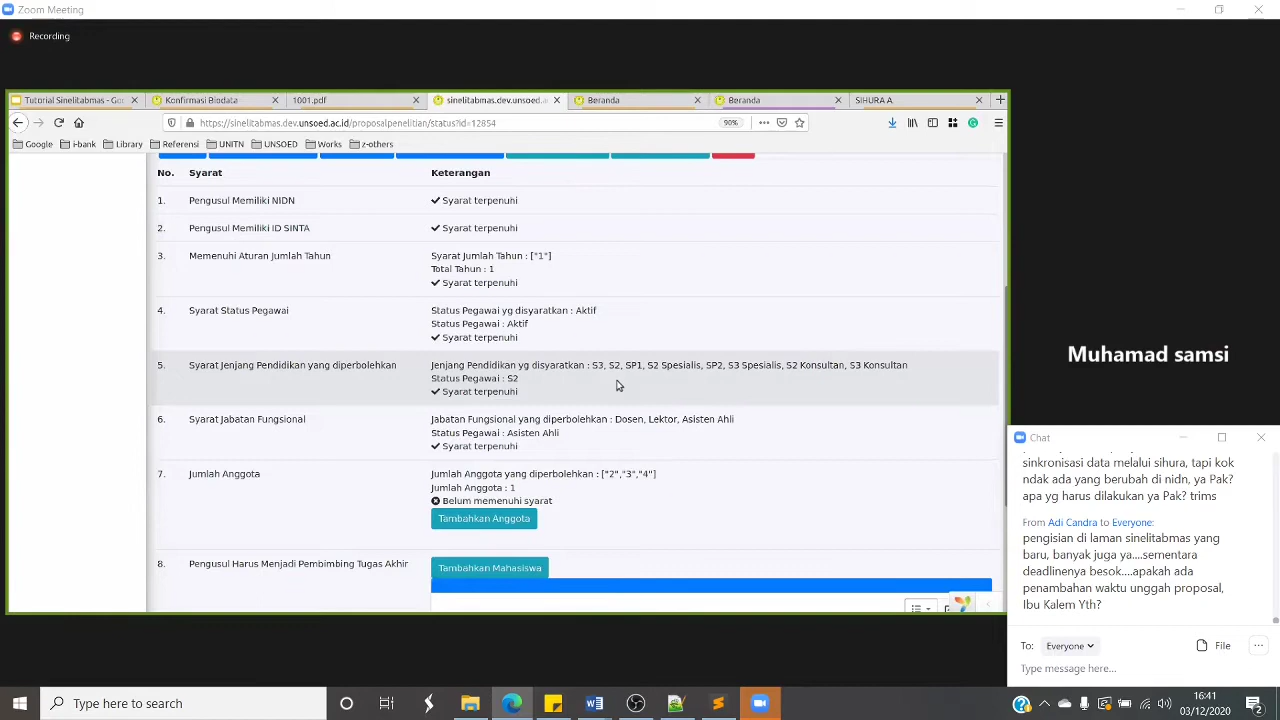 Zoom Meeting
Recording
Tutorial Sinelitabmas - Go
Konfirmasi Biodata
1001.pdf
sinelitabmas.dev.unsoed.a
Beranda
Beranda
SIHURA A.
https://sinelitabmas.dev.unsoed.ac.id/proposalpenelitian/status?id=12854
90%
Google
i-bank
Library
Referensi
UNITN
UNSOED
Works
z-others
No. Syarat Keterangan
1. Pengusul Memiliki NIDN Syarat terpenuhi
2. Pengusul Memiliki ID SINTA Syarat terpenuhi
3. Memenuhi Aturan Jumlah Tahun Syarat Jumlah Tahun : ["1"]
Total Tahun : 1
Syarat terpenuhi
4. Syarat Status Pegawai Status Pegawai yg disyaratkan : Aktif
Status Pegawai : Aktif
Syarat terpenuhi
5. Syarat Jenjang Pendidikan yang diperbolehkan Jenjang Pendidikan yg disyaratkan : S3, S2, SP1, S2 Spesialis, SP2, S3 Spesialis, S2 Konsultan, S3 Konsultan
Status Pegawai : S2
Syarat terpenuhi
6. Syarat Jabatan Fungsional Jabatan Fungsional yang diperbolehkan : Dosen, Lektor, Asisten Ahli
Status Pegawai : Asisten Ahli
Syarat terpenuhi
7. Jumlah Anggota Jumlah Anggota yang diperbolehkan : ["2","3","4"]
Jumlah Anggota : 1
Belum memenuhi syarat
Tambahkan Anggota
8. Pengusul Harus Menjadi Pembimbing Tugas Akhir Tambahkan Mahasiswa
Muhamad samsi
Chat
sinkronisasi data melalui sihura, tapi kok
ndak ada yang berubah di nidn, ya Pak?
apa yg harus dilakukan ya Pak? trims
From Adi Candra to Everyone:
pengisian di laman sinelitabmas yang
baru, banyak juga ya....sementara
deadlinenya besok....apakah ada
penambahan waktu unggah proposal,
Ibu Kalem Yth?
To: Everyone File
Type message here...
Type here to search
16:41
03/12/2020
2